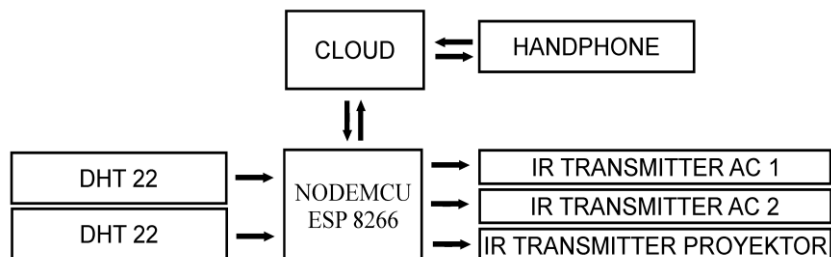 CLOUD
HANDPHONE
DHT 22
DHT 22
NODEMCU
ESP 8266
IR TRANSMITTER AC 1
IR TRANSMITTER AC 2
IR TRANSMITTER PROYEKTOR